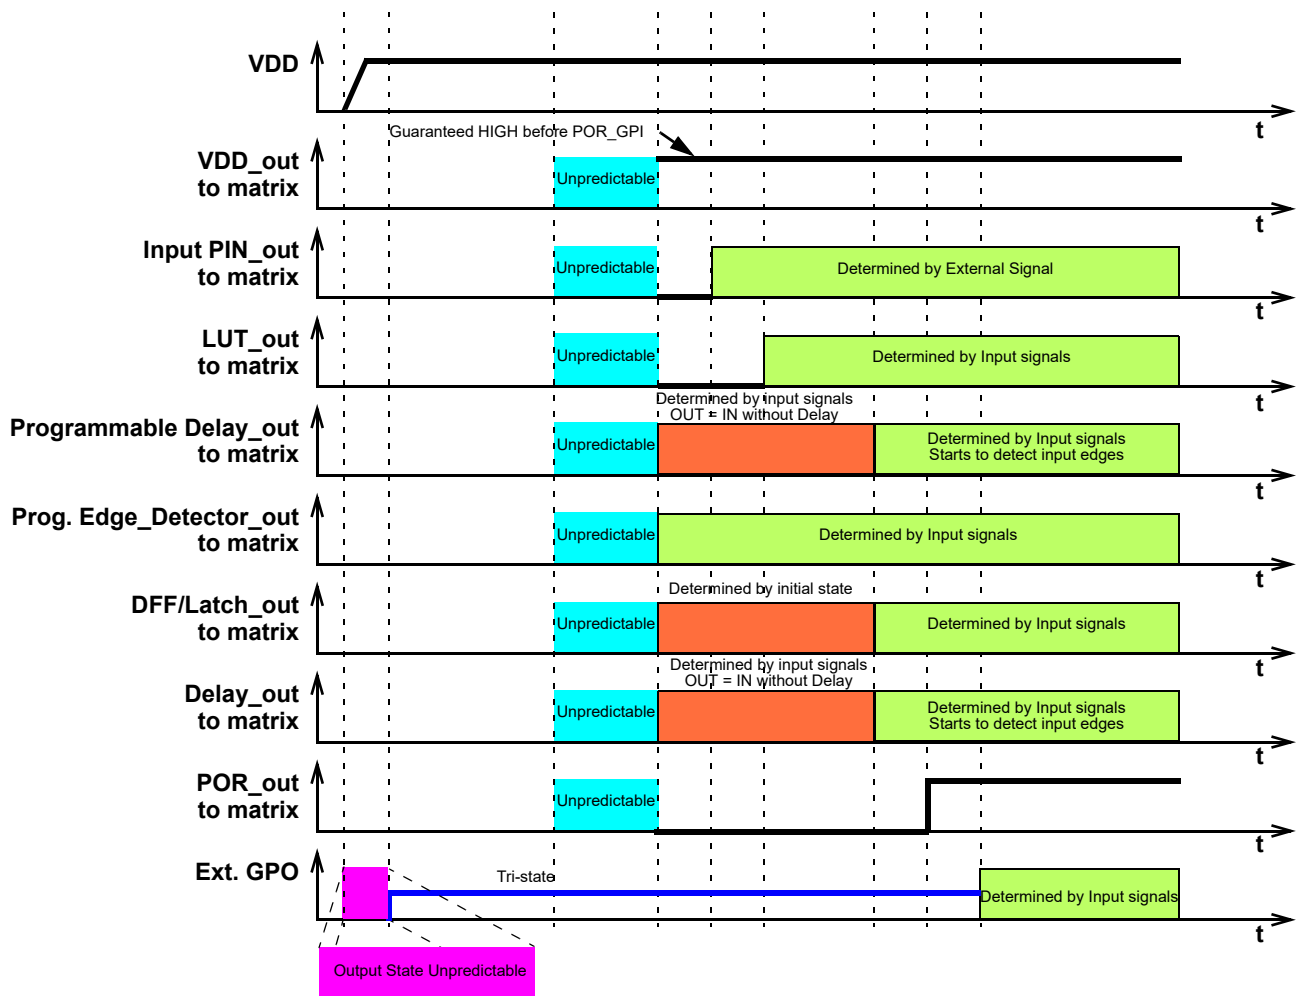 VDD
t
Guaranteed HIGH before POR_GPI
VDD_out
to matrix
Unpredictable
t
Input PIN_out
to matrix
Unpredictable
Determined by External Signal
t
LUT_out
to matrix
Unpredictable
Determined by Input signals
t
Determined by input signals
OUT = IN without Delay
Programmable Delay_out
to matrix
Unpredictable
Determined by Input signals
Starts to detect input edges
t
Prog. Edge_Detector_out
to matrix
Unpredictable
Determined by Input signals
t
Determined by initial state
DFF/Latch_out
to matrix
Unpredictable
Determined by Input signals
t
Determined by input signals
OUT = IN without Delay
Delay_out
to matrix
Unpredictable
Determined by Input signals
Starts to detect input edges
t
POR_out
to matrix
Unpredictable
t
Ext. GPO
Tri-state
Determined by Input signals
t
Output State Unpredictable